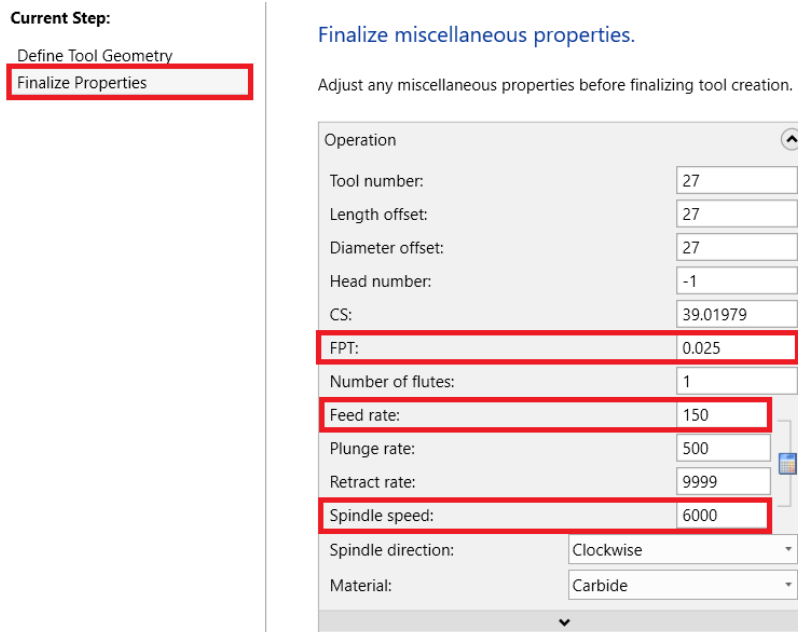 Current Step:
Define Tool Geometry
Finalize Properties
Finalize miscellaneous properties.
Adjust any miscellaneous properties before finalizing tool creation.
Operation
Tool number: 27
Length offset: 27
Diameter offset: 27
Head number: -1
CS: 39.01979
FPT: 0.025
Number of flutes: 1
Feed rate: 150
Plunge rate: 500
Retract rate: 9999
Spindle speed: 6000
Spindle direction: Clockwise
Material: Carbide